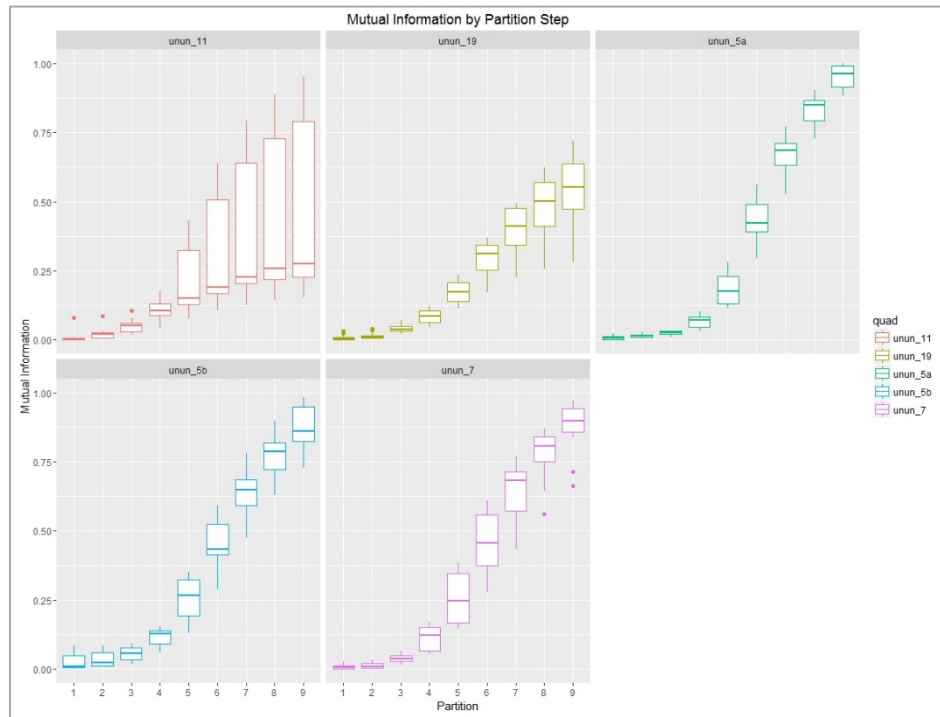 Mutual Information by Partition Step
unun_11
unun_19
unun_5a
1.00
0.75
0.50
0.25
0.00
unun_5b
unun_7
1.00
0.75
0.50
0.25
0.00
Mutual Information
1 2 3 4 5 6 7 8 9
1 2 3 4 5 6 7 8 9
Partition
quad
unun_11
unun_19
unun_5a
unun_5b
unun_7